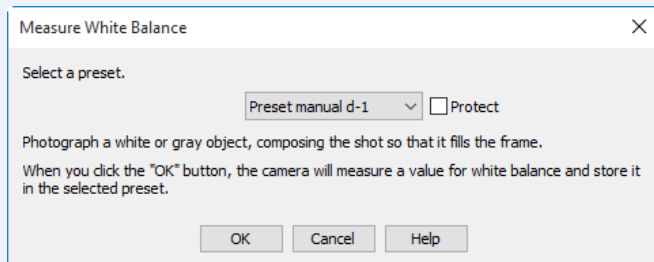 Measure White Balance
Select a preset.
Preset manual d-1 Protect
Photograph a white or gray object, composing the shot so that it fills the frame.
When you click the "OK" button, the camera will measure a value for white balance and store it
in the selected preset.
OK Cancel Help